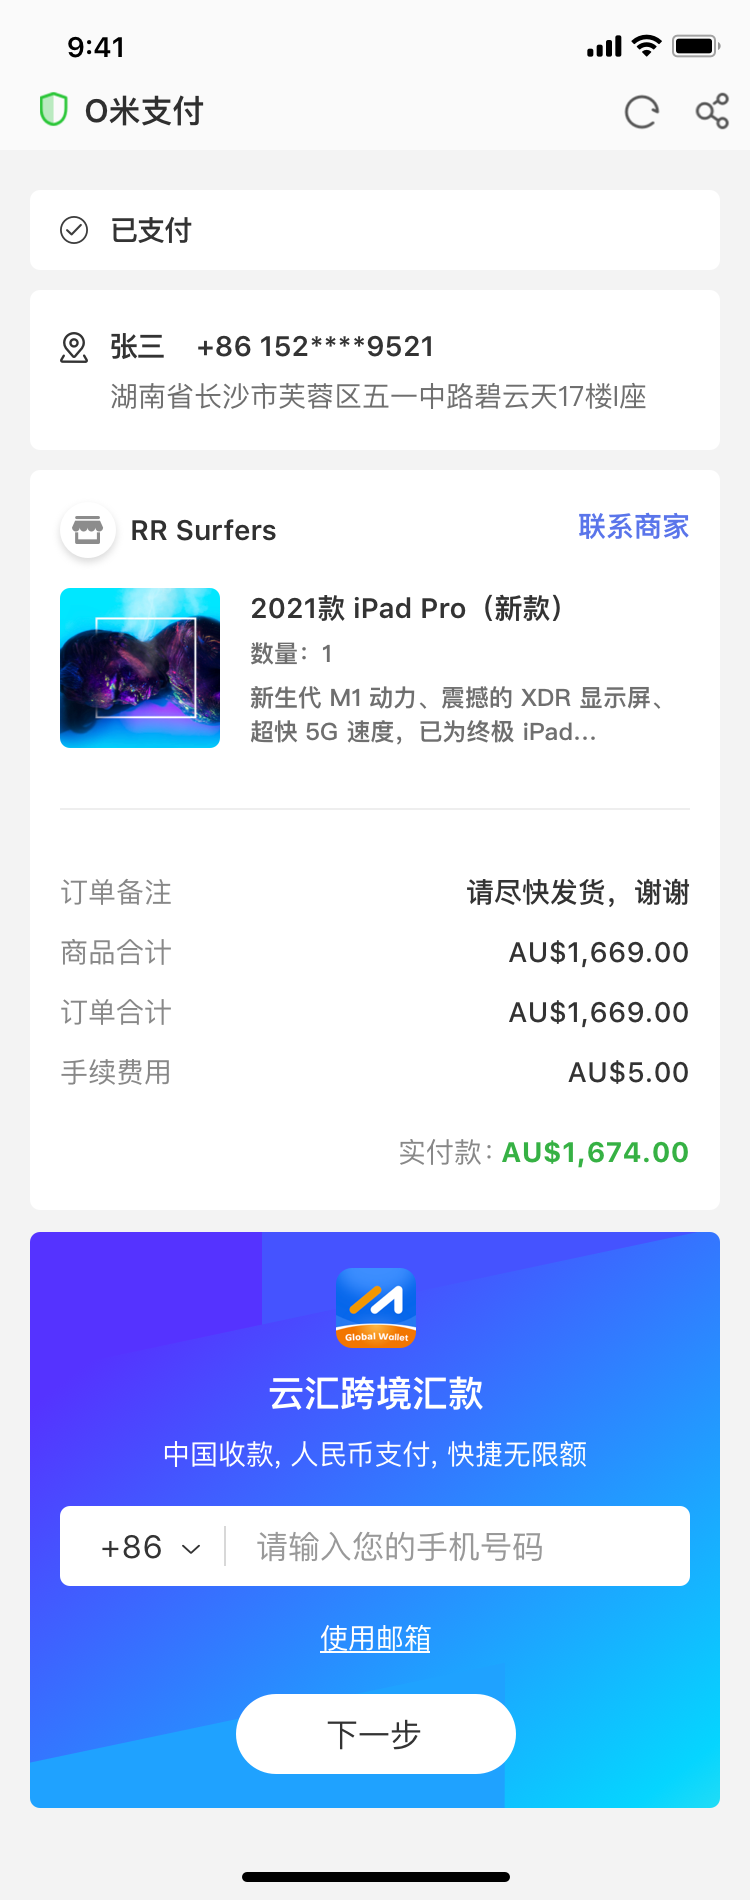 9:41
O米支付
已支付
张三 +86 152****9521
湖南省长沙市芙蓉区五一中路碧云天17楼I座
RR Surfers 联系商家
2021款 iPad Pro（新款）
数量：1
新生代 M1 动力、震撼的 XDR 显示屏、
超快 5G 速度，已为终极 iPad...
订单备注 请尽快发货，谢谢
商品合计 AU$1,669.00
订单合计 AU$1,669.00
手续费用 AU$5.00
实付款：AU$1,674.00
Global Wallet
云汇跨境汇款
中国收款, 人民币支付, 快捷无限额
+86 请输入您的手机号码
使用邮箱
下一步